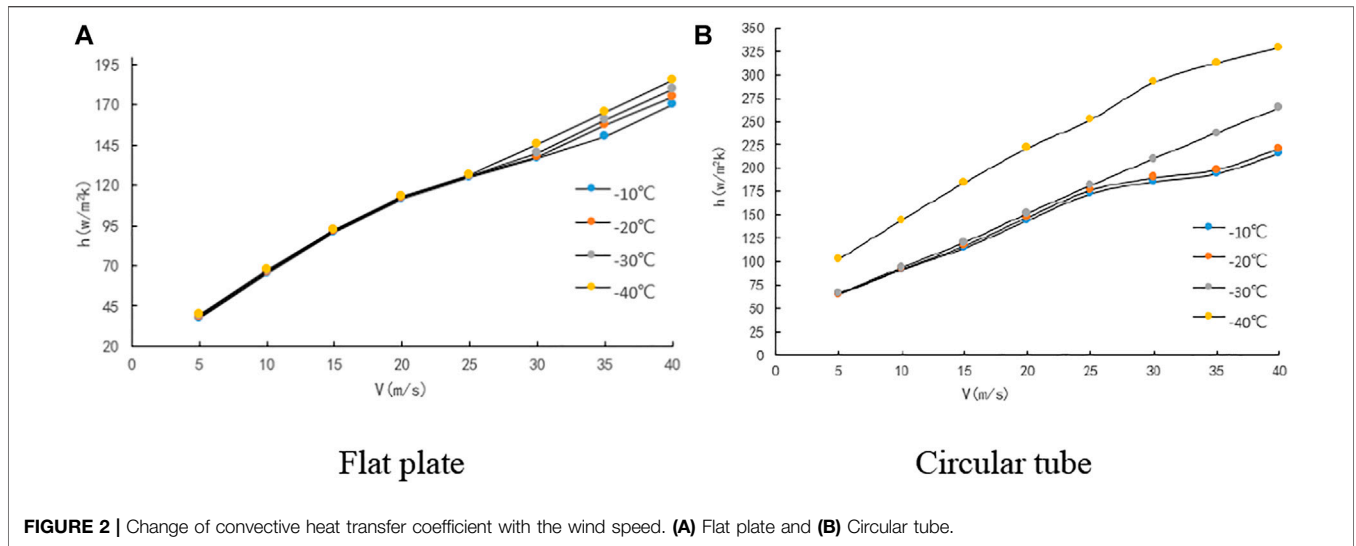 A
195
170
145
120
95
70
45
20
h(w/m²k)
0 5 10 15 20 25 30 35 40
V(m/s)
-10℃
-20℃
-30℃
-40℃
Flat plate
B
350
325
300
275
250
225
200
175
150
125
100
75
50
25
0
h(w/m²k)
0 5 10 15 20 25 30 35 40
V(m/s)
-10℃
-20℃
-30℃
-40℃
Circular tube
FIGURE 2 | Change of convective heat transfer coefficient with the wind speed. (A) Flat plate and (B) Circular tube.